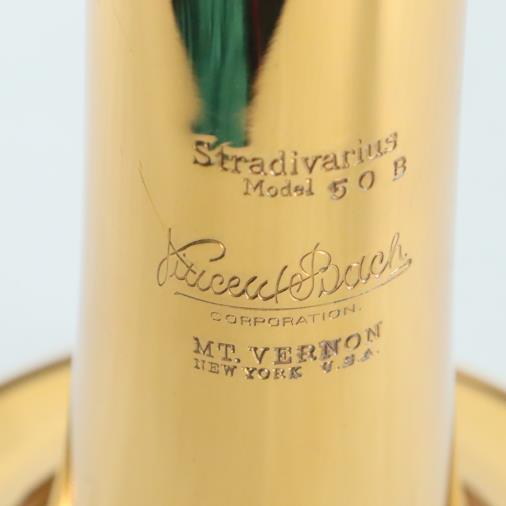 Stradivarius
Model 50 B
Vincent Bach
CORPORATION.
MT. VERNON
NEW YORK U.S.A.